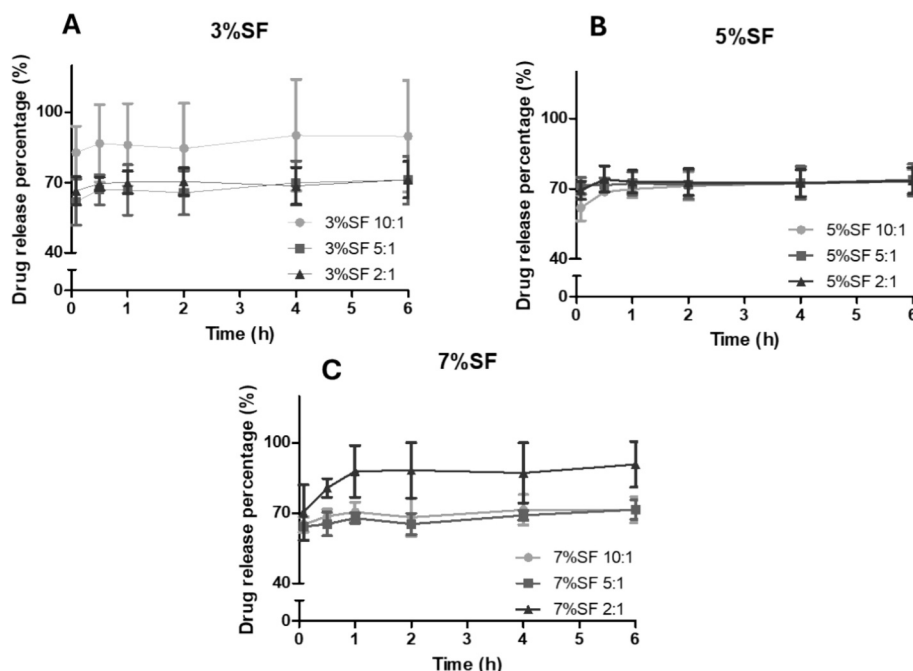 A
3%SF
Drug release percentage (%)
100
70
40
0
0 1 2 3 4 5 6
Time (h)
3%SF 10:1
3%SF 5:1
3%SF 2:1
B
5%SF
Drug release percentage (%)
100
70
40
0
0 1 2 3 4 5 6
Time (h)
5%SF 10:1
5%SF 5:1
5%SF 2:1
C
7%SF
Drug release percentage (%)
100
70
40
0
0 1 2 3 4 5 6
Time (h)
7%SF 10:1
7%SF 5:1
7%SF 2:1